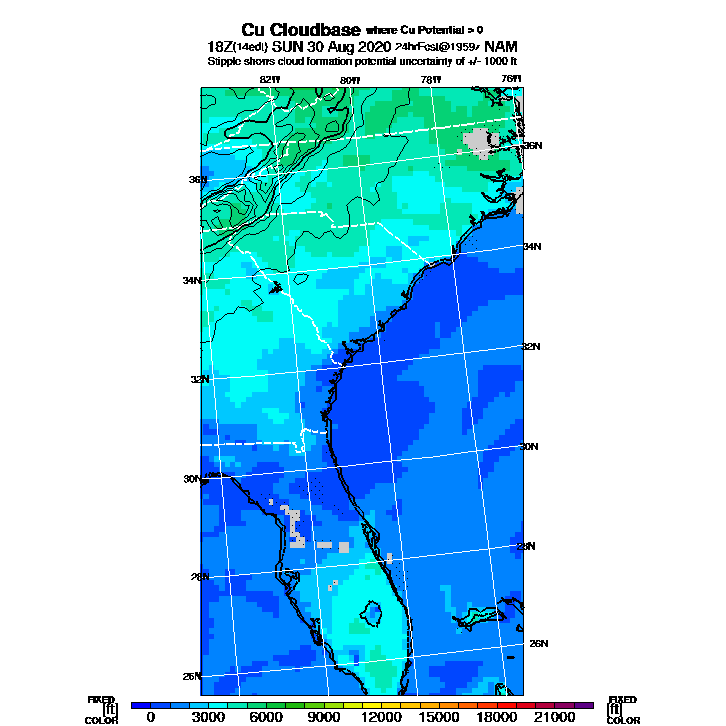 Cu Cloudbase where Cu Potential > 0
18Z(14edt) SUN 30 Aug 2020 24hrFcst@1959z NAM
Stipple shows cloud formation potential uncertainty of +/- 1000 ft
82W 80W 78W 76W
36N
36N
34N
34N
32N
32N
30N
30N
28N
28N
26N
26N
FIXED FIXED
[ft] [ft]
COLOR COLOR
0 3000 6000 9000 12000 15000 18000 21000